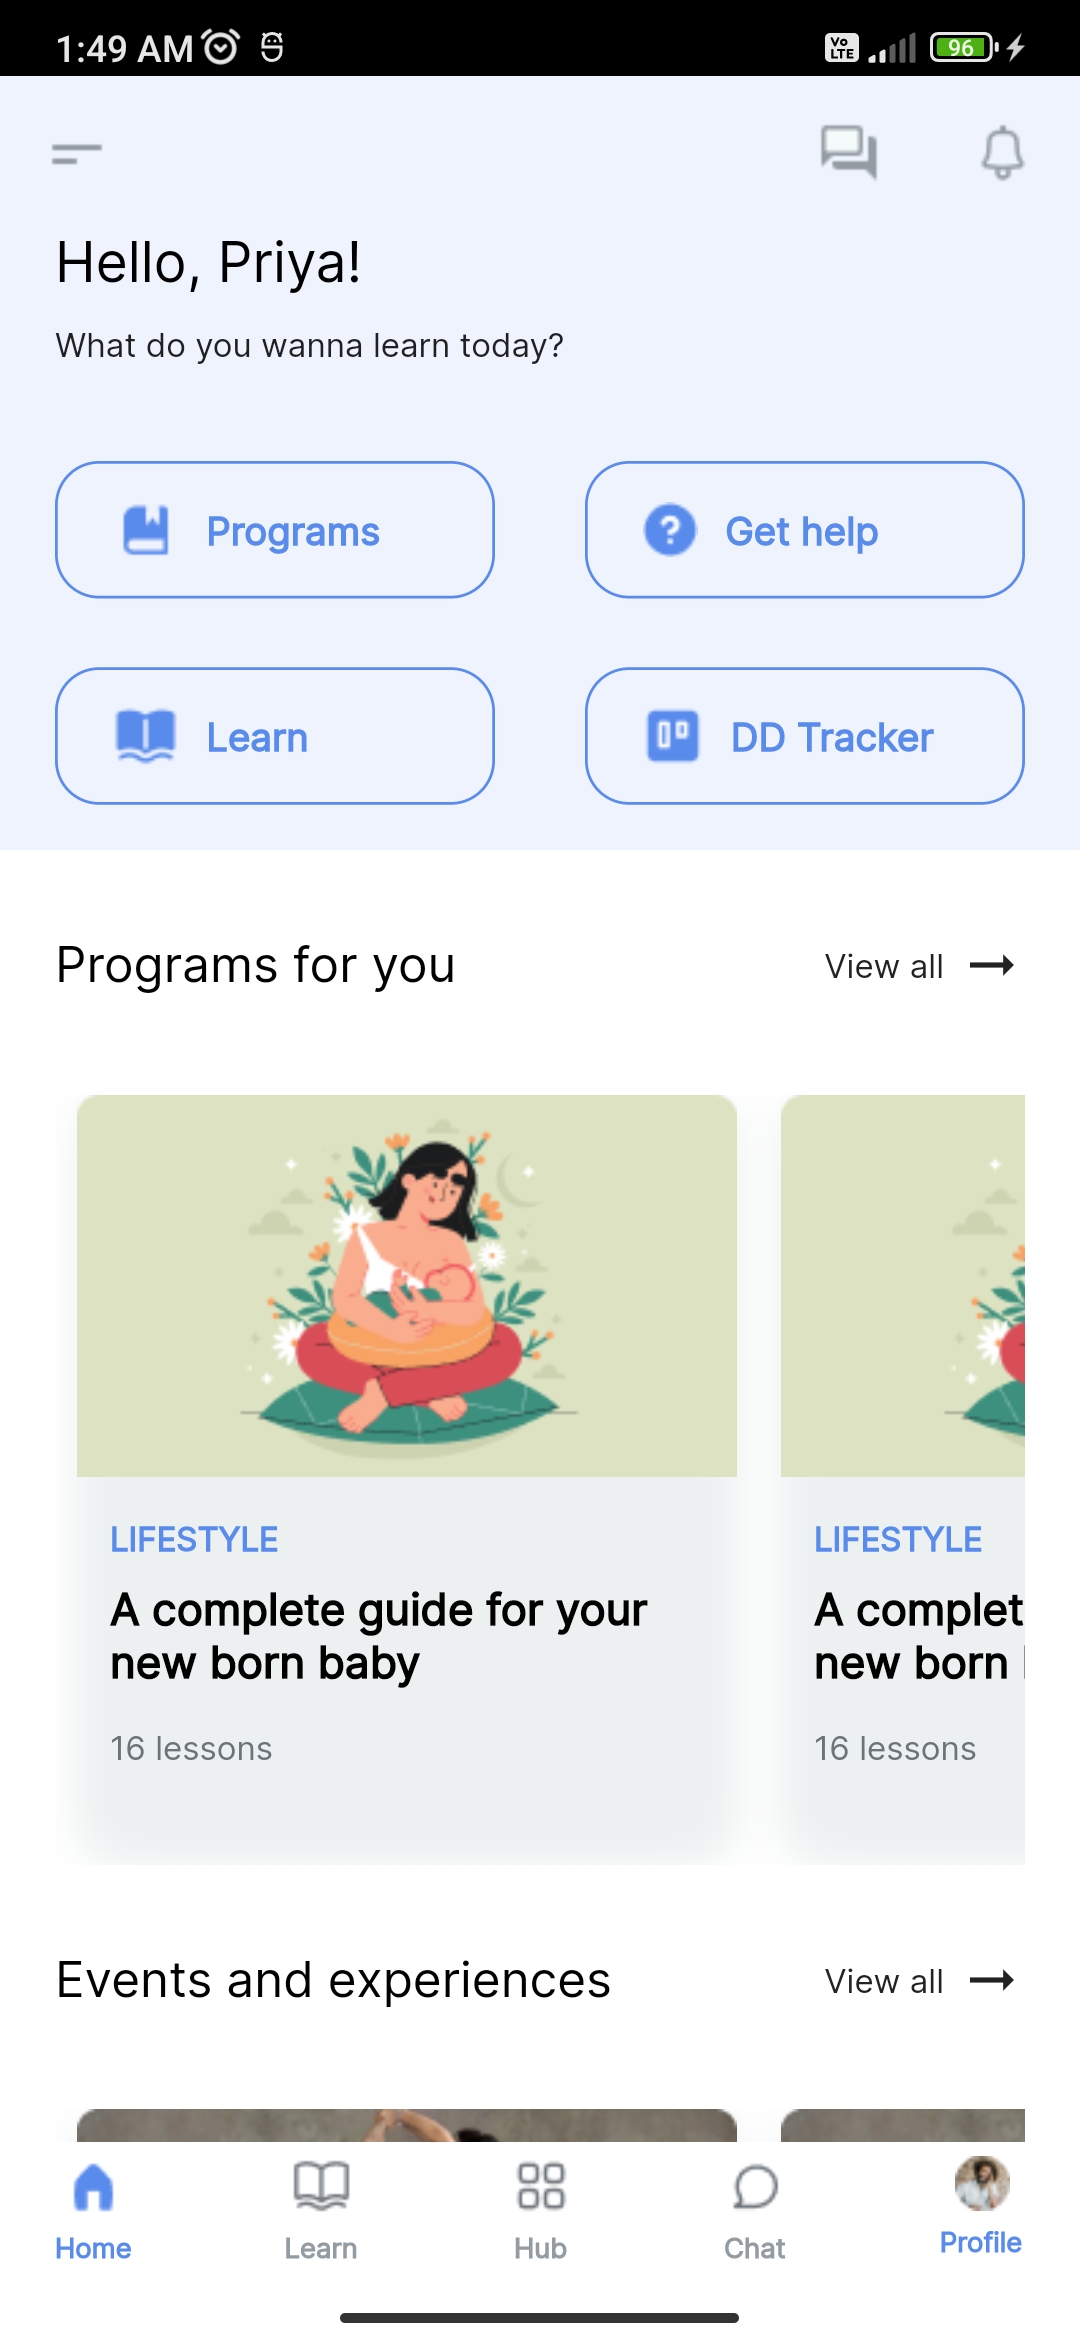 1:49 AM
Vo LTE
96
Hello, Priya!
What do you wanna learn today?
Programs
Get help
Learn
DD Tracker
Programs for you
View all
LIFESTYLE
A complete guide for your
new born baby
16 lessons
LIFESTYLE
A complet
new born
16 lessons
Events and experiences
View all
Home
Learn
Hub
Chat
Profile